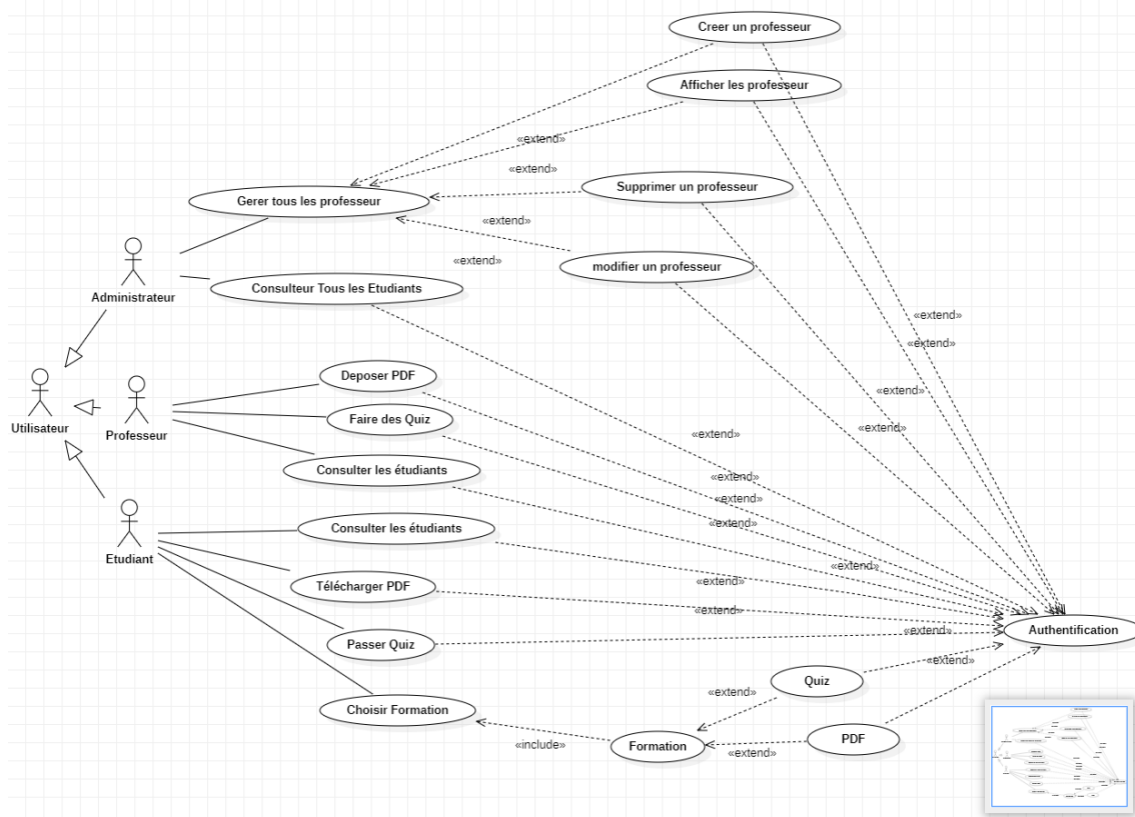 Creer un professeur
Afficher les professeur
«extend»
«extend»
Supprimer un professeur
Gerer tous les professeur
«extend»
«extend»
modifier un professeur
Administrateur
Consulteur Tous les Etudiants
«extend»
«extend»
Deposer PDF
«extend»
Faire des Quiz
Utilisateur
Professeur
«extend»
«extend»
Consulter les étudiants
«extend»
«extend»
«extend»
Consulter les étudiants
Etudiant
«extend»
«extend»
Télécharger PDF
«extend»
Authentification
«extend»
Passer Quiz
«extend»
Quiz
«extend»
Choisir Formation
PDF
«include»
Formation
«extend»